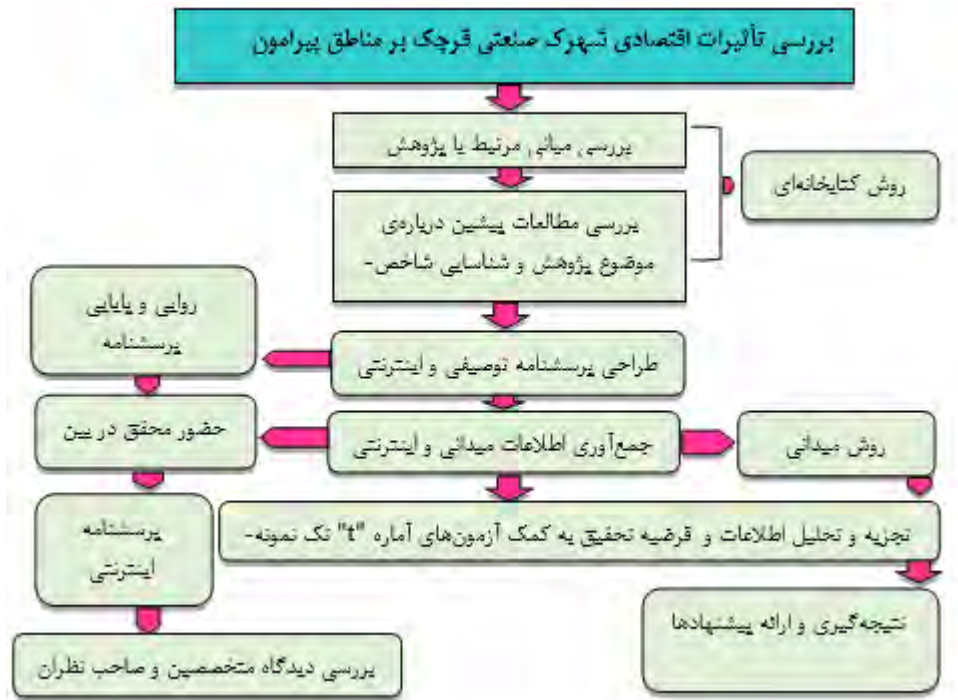 بررسی تأثیرات اقتصادی شهرک صنعتی قرچک بر مناطق پیرامون
بررسی مبانی مرتبط با پژوهش
روش کتابخانه‌ای
بررسی مطالعات پیشین درباره‌ی
موضوع پژوهش و شناسایی شاخص-
روایی و پایایی
پرسشنامه
طراحی پرسشنامه توصیفی و اینترنتی
حضور محقق در بین
جمع‌آوری اطلاعات میدانی و اینترنتی
روش میدانی
پرسشنامه
اینترنتی
تجزیه و تحلیل اطلاعات و فرضیه تحقیق به کمک آزمون‌های آماره "t" تک نمونه-
نتیجه‌گیری و ارائه پیشنهادها
بررسی دیدگاه متخصصین و صاحب نظران